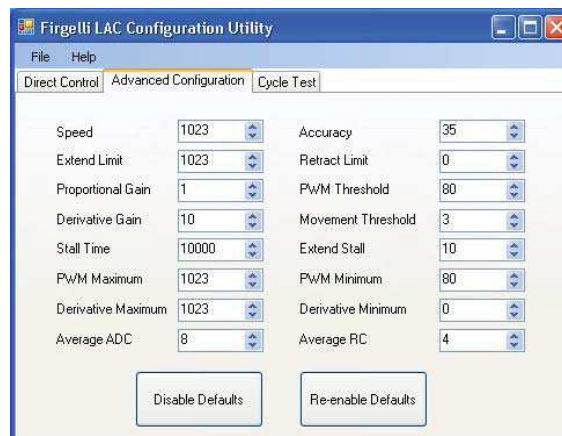 Firgelli LAC Configuration Utility
File Help
Direct Control Advanced Configuration Cycle Test
Speed 1023 Accuracy 35
Extend Limit 1023 Retract Limit 0
Proportional Gain 1 PWM Threshold 80
Derivative Gain 10 Movement Threshold 3
Stall Time 10000 Extend Stall 10
PWM Maximum 1023 PWM Minimum 80
Derivative Maximum 1023 Derivative Minimum 0
Average ADC 8 Average RC 4
Disable Defaults Re-enable Defaults